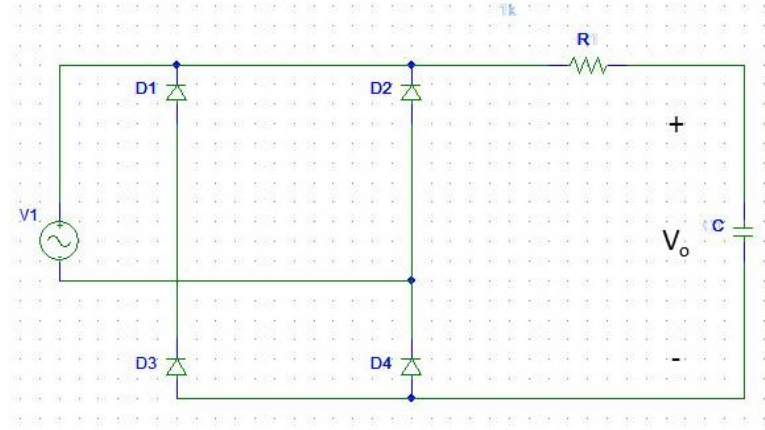 1k
R1
D1
D2
+
V1
+
-
Vo
C
D3
D4
-